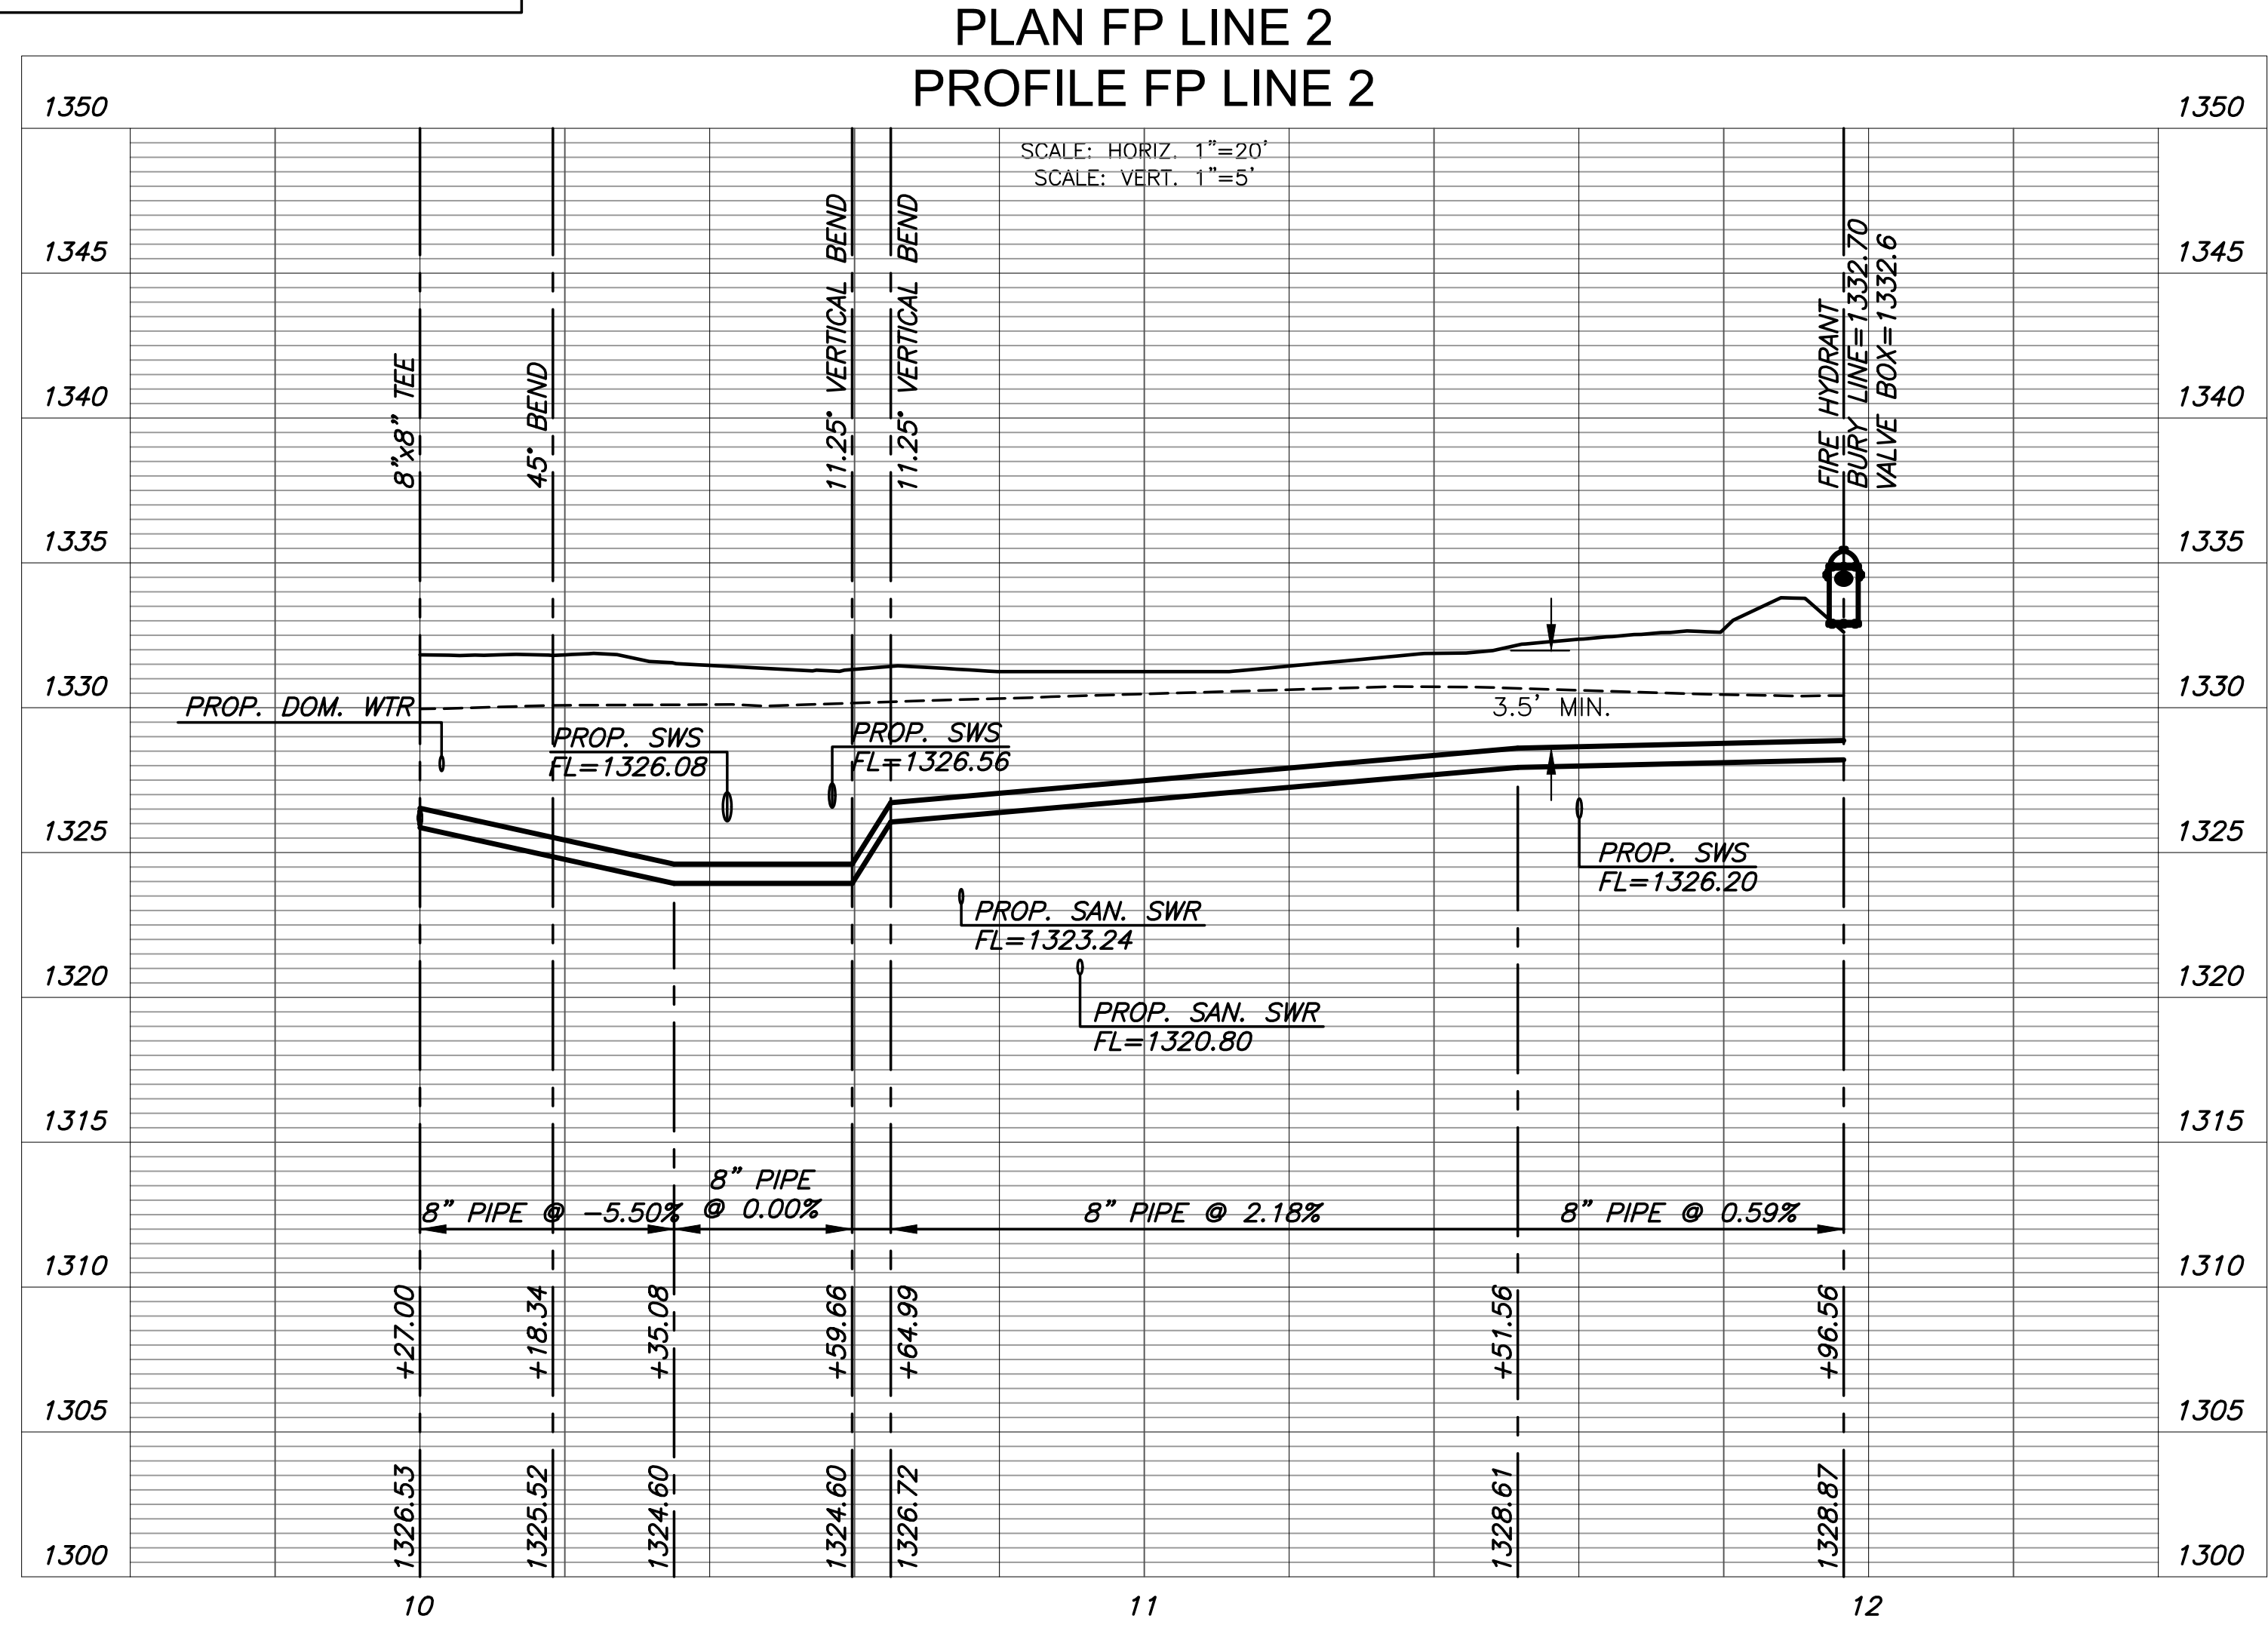 PLAN FP LINE 2
PROFILE FP LINE 2
SCALE: HORIZ. 1"=20'
SCALE: VERT. 1"=5'
1350
1350
1345
1345
1340
1340
1335
1335
1330
1330
1325
1325
1320
1320
1315
1315
1310
1310
1305
1305
1300
1300
8"x8" TEE
45° BEND
11.25° VERTICAL BEND
11.25° VERTICAL BEND
FIRE HYDRANT
BURY LINE=1332.70
VALVE BOX=1332.6
PROP. DOM. WTR
PROP. SWS
FL=1326.08
PROP. SWS
FL=1326.56
3.5' MIN.
PROP. SWS
FL=1326.20
PROP. SAN. SWR
FL=1323.24
PROP. SAN. SWR
FL=1320.80
8" PIPE @ -5.50%
8" PIPE
@ 0.00%
8" PIPE @ 2.18%
8" PIPE @ 0.59%
+27.00
+18.34
+35.08
+59.66
+64.99
+51.56
+96.56
1326.53
1325.52
1324.60
1324.60
1326.72
1328.61
1328.87
10
11
12